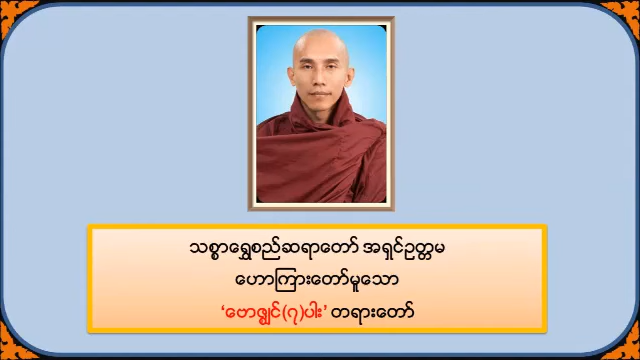 သစ္စာရွှေစည်ဆရာတော် အရှင်ဥတ္တမ
ဟောကြားတော်မူသော
‘ဗောဇ္ဈင်(၇)ပါး’ တရားတော်